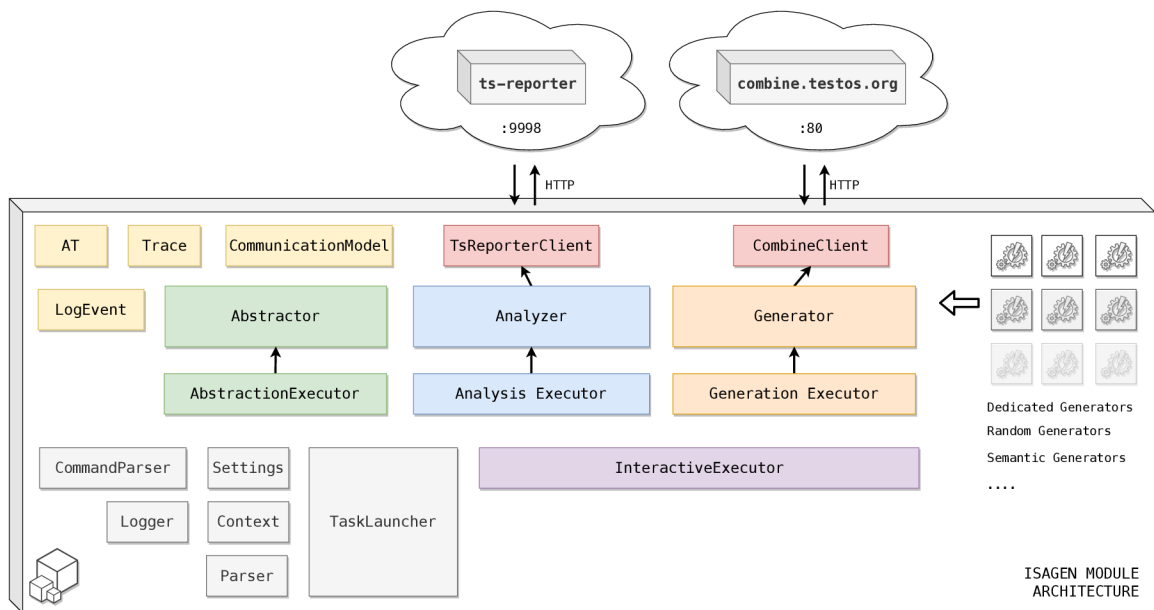 ts-reporter
:9998
combine.testos.org
:80
HTTP
HTTP
AT
Trace
CommunicationModel
TsReporterClient
CombineClient
LogEvent
Abstractor
Analyzer
Generator
AbstractionExecutor
Analysis Executor
Generation Executor
Dedicated Generators
Random Generators
Semantic Generators
....
CommandParser
Settings
TaskLauncher
InteractiveExecutor
Logger
Context
Parser
ISAGEN MODULE
ARCHITECTURE